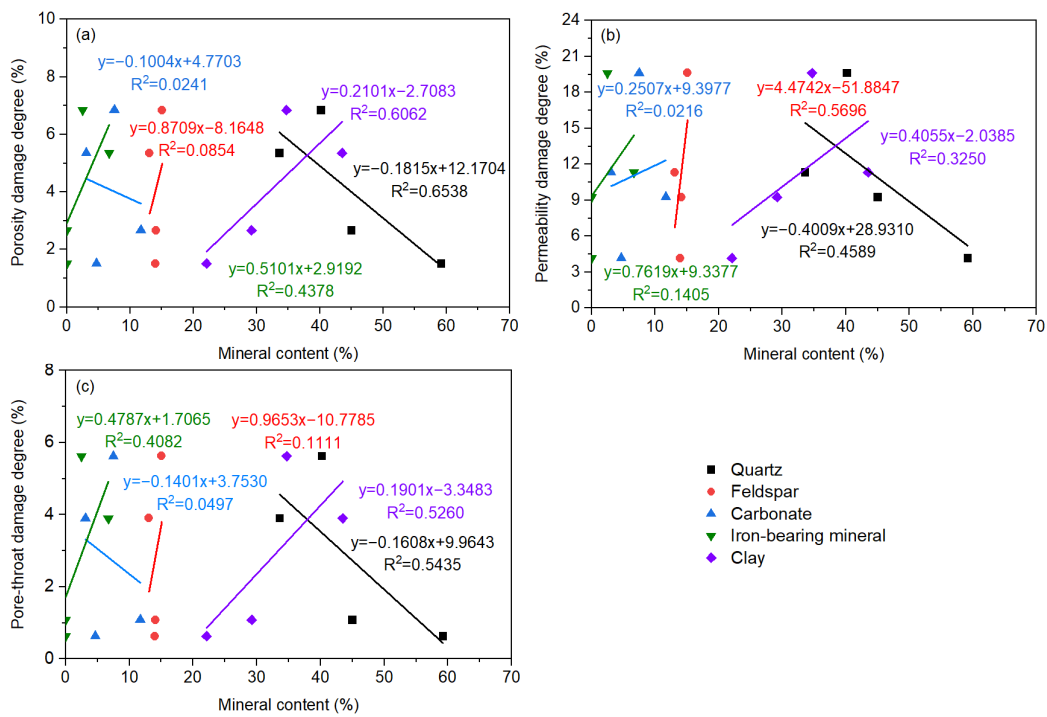 (a)
y=−0.1004x+4.7703
R²=0.0241
y=0.2101x−2.7083
R²=0.6062
y=0.8709x−8.1648
R²=0.0854
y=−0.1815x+12.1704
R²=0.6538
y=0.5101x+2.9192
R²=0.4378
Porosity damage degree (%)
8
6
4
2
0
0 10 20 30 40 50 60 70
Mineral content (%)
(b)
y=0.2507x+9.3977
R²=0.0216
y=4.4742−51.8847
R²=0.5696
y=0.4055−2.0385
R²=0.3250
y=−0.4009x+28.9310
R²=0.4589
y=0.7619x+9.3377
R²=0.1405
Permeability damage degree (%)
24
21
18
15
12
9
6
3
0
0 10 20 30 40 50 60 70
Mineral content (%)
(c)
y=0.4787x+1.7065
R²=0.4082
y=0.9653x−10.7785
R²=0.1111
y=−0.1401x+3.7530
R²=0.0497
y=0.1901x−3.3483
R²=0.5260
y=−0.1608x+9.9643
R²=0.5435
Pore-throat damage degree (%)
8
6
4
2
0
0 10 20 30 40 50 60 70
Mineral content (%)
Quartz
Feldspar
Carbonate
Iron-bearing mineral
Clay